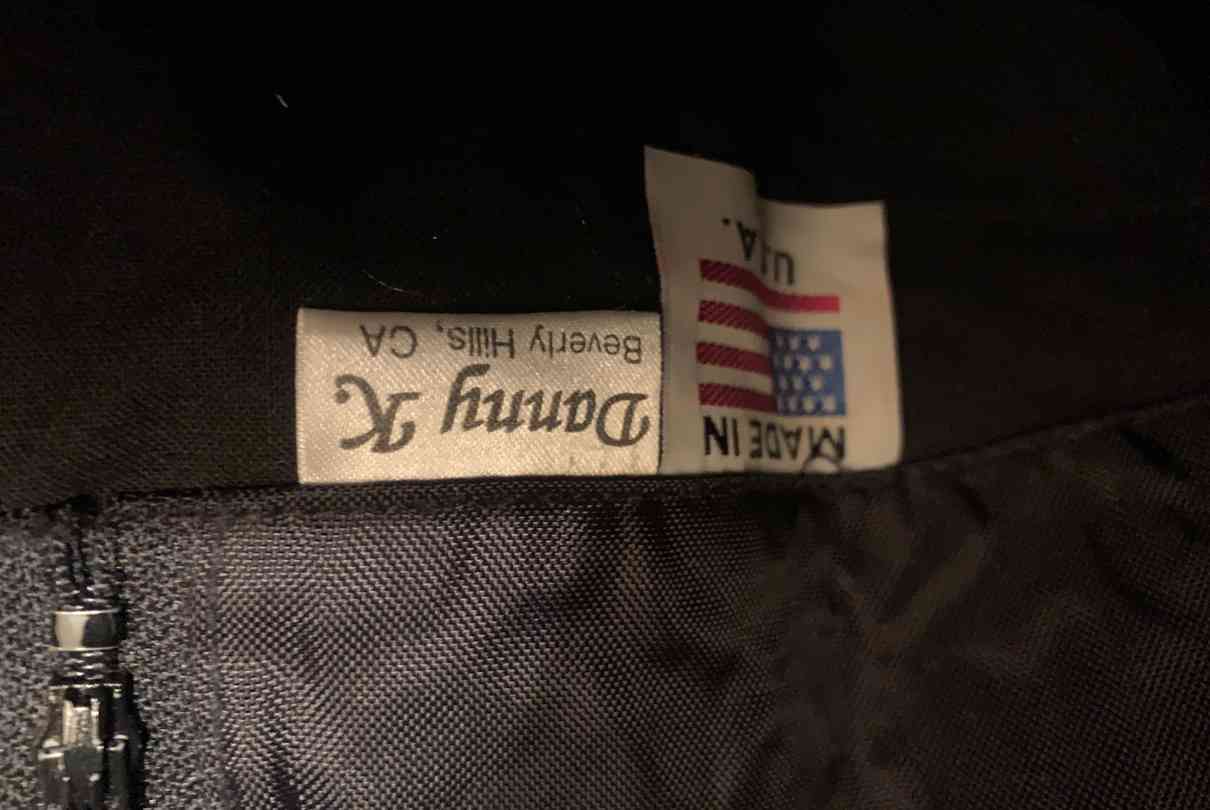 Danny K.
Beverly Hills, CA
MADE IN
U.S.A.